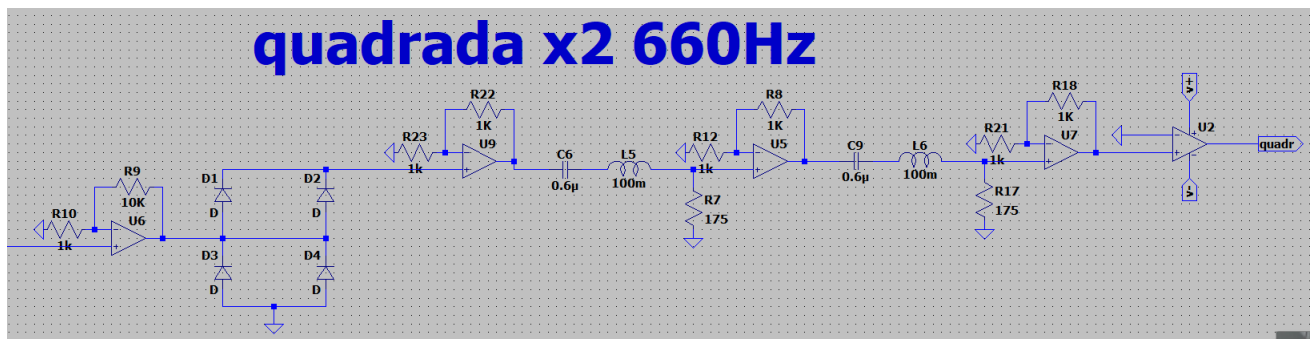 quadrada x2 660Hz
R10
1k
R9
10K
U6
D1
D
D2
D
D3
D
D4
D
R23
1k
R22
1K
U9
C6
0.6µ
L5
100m
R12
1k
R8
1K
U5
R7
175
C9
0.6µ
L6
100m
R21
1k
R18
1K
U7
R17
175
v+
U2
v-
quadr